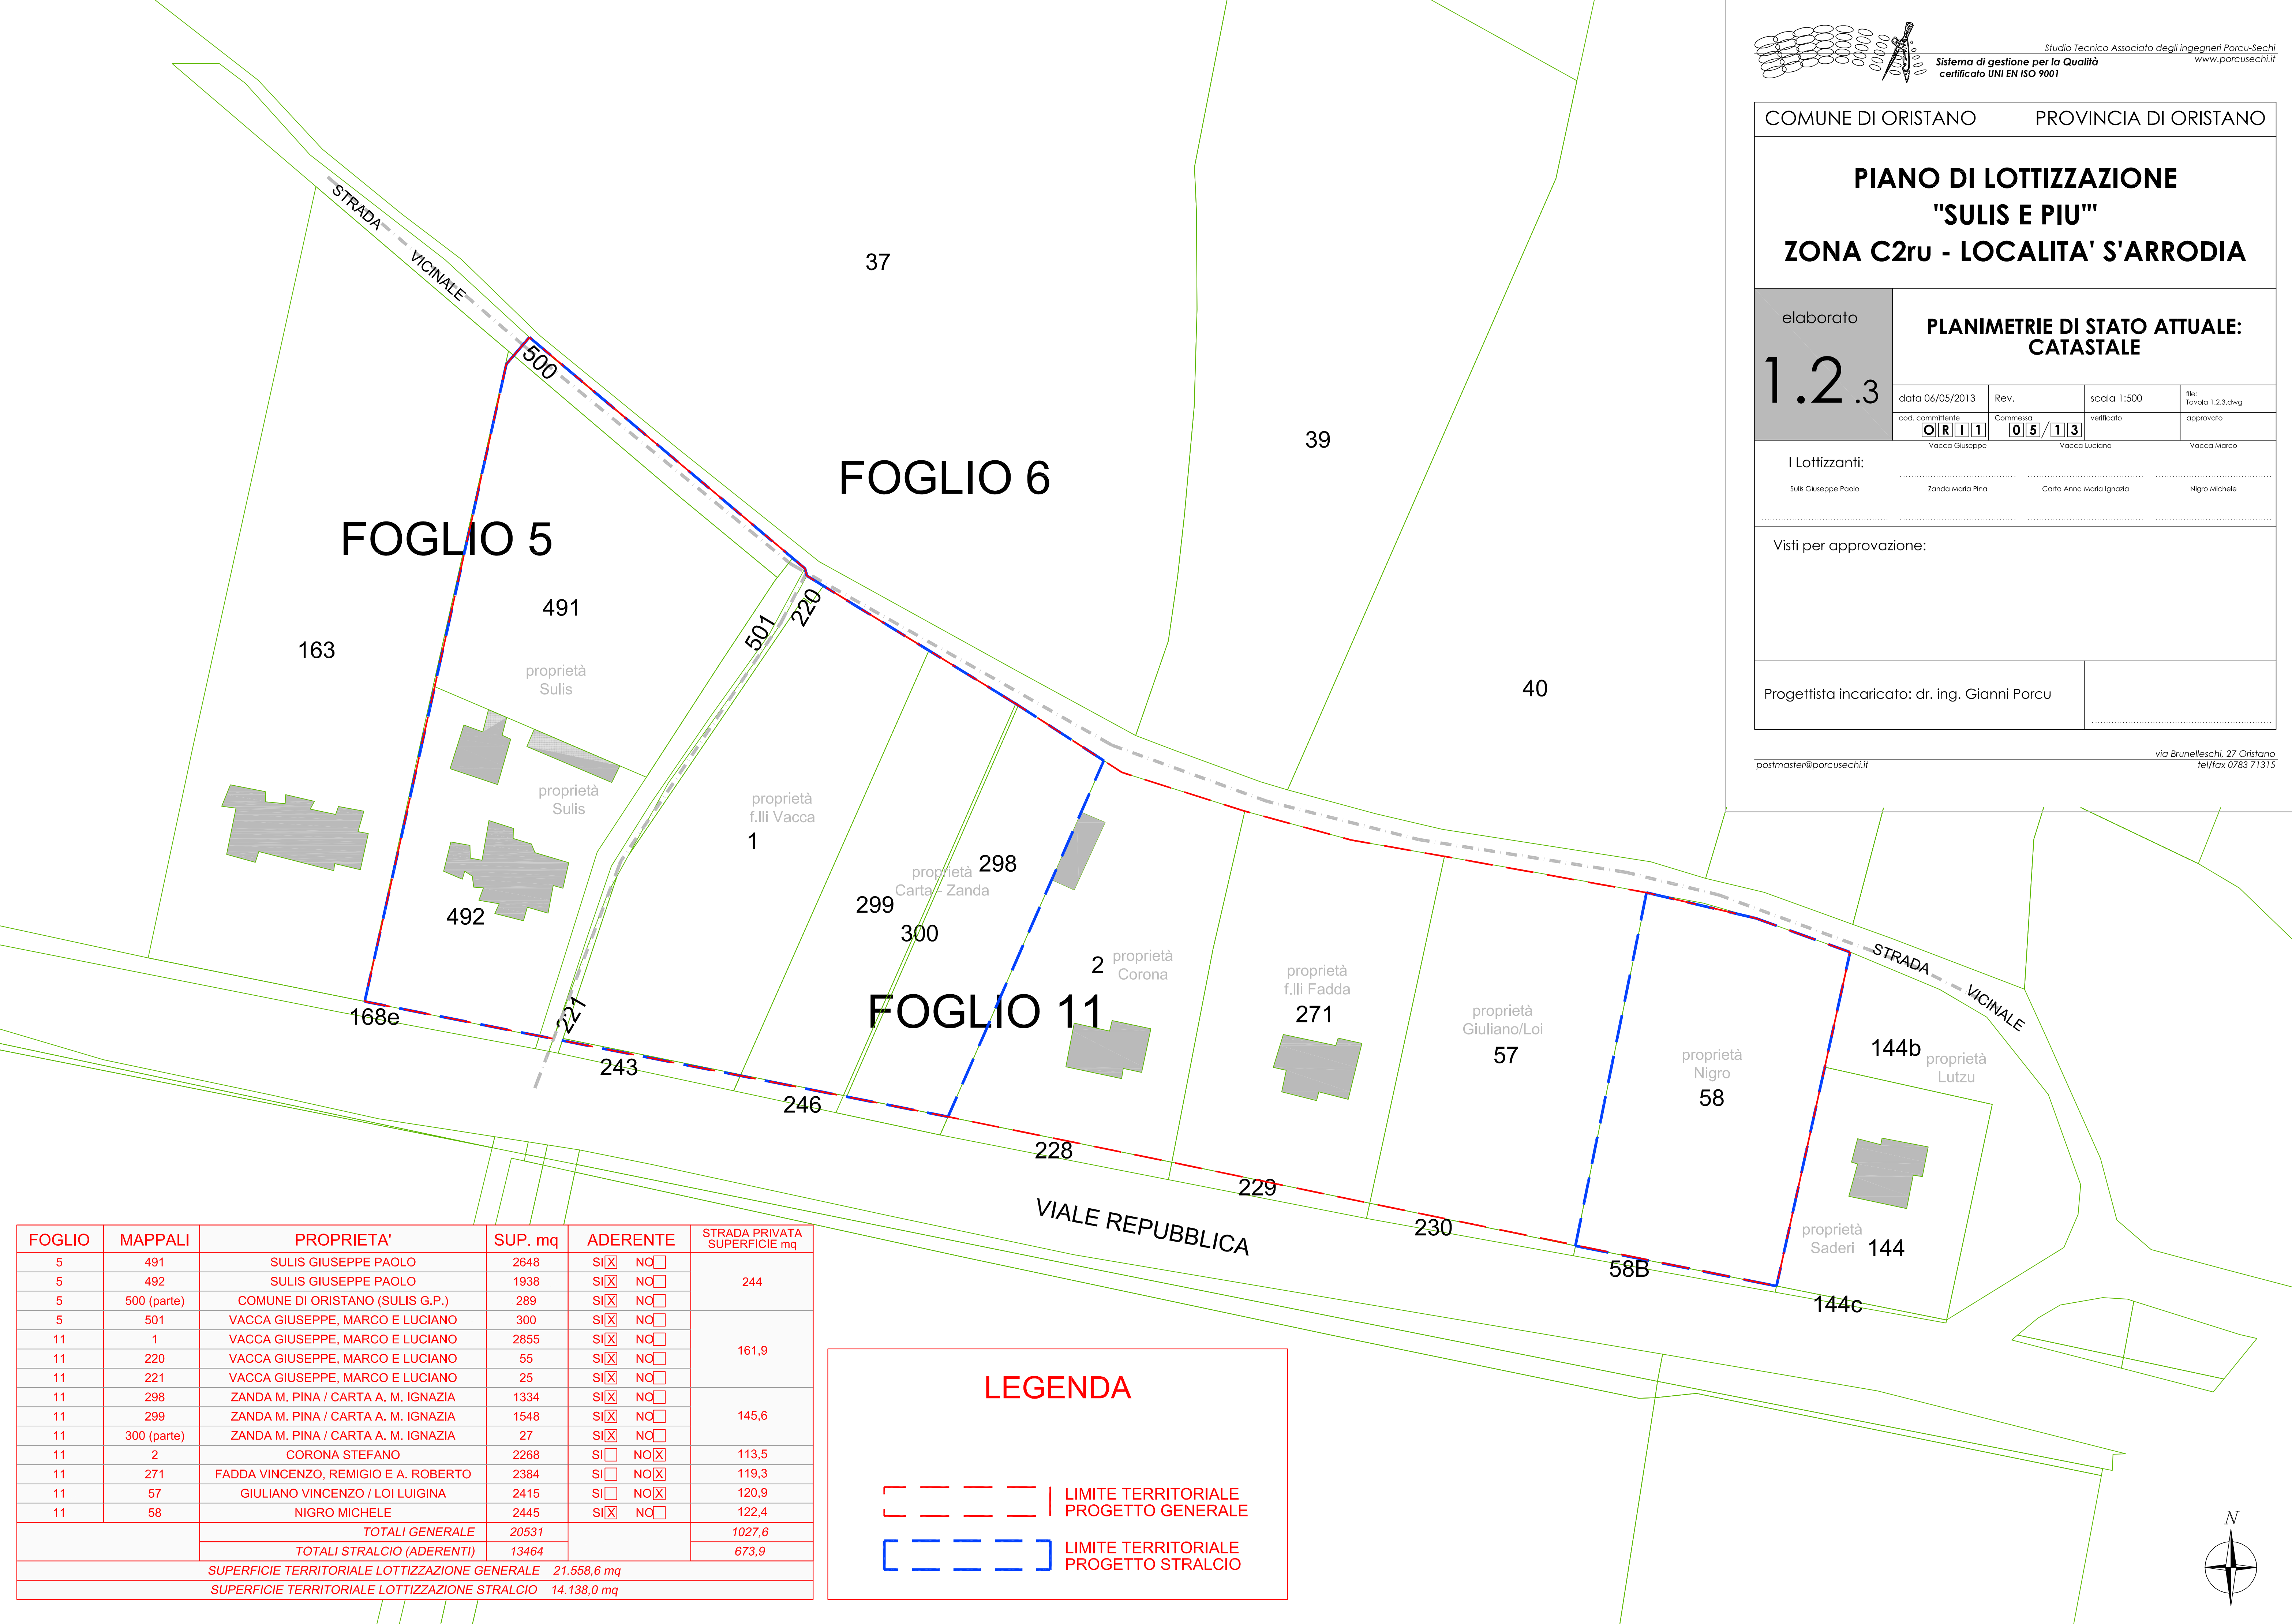 Studio Tecnico Associato degli ingegneri Porcu-Sechi
www.porcusechi.it
Sistema di gestione per la Qualità
certificato UNI EN ISO 9001
COMUNE DI ORISTANO PROVINCIA DI ORISTANO
PIANO DI LOTTIZZAZIONE
"SULIS E PIU'"
ZONA C2ru - LOCALITA' S'ARRODIA
elaborato
1.2.3
PLANIMETRIE DI STATO ATTUALE:
CATASTALE
data 06/05/2013 Rev. scala 1:500 file:
Tavola 1.2.3.dwg
cod. committente Commessa verificato approvato
ORI1 05/13
Vacca Giuseppe Vacca Luciano Vacca Marco
I Lottizzanti:
Sulis Giuseppe Paolo Zanda Maria Pina Carta Anna Maria Ignazia Nigro Michele
Visti per approvazione:
Progettista incaricato: dr. ing. Gianni Porcu
via Brunelleschi, 27 Oristano
postmaster@porcusechi.it tel/fax 0783 71315
STRADA VICINALE
37
500
39
FOGLIO 6
FOGLIO 5
491
501
220
163
proprietà
Sulis
40
proprietà
Sulis
proprietà
f.lli Vacca
1
298
proprietà
Carta - Zanda
299
492
300
2
proprietà
Corona
FOGLIO 11
proprietà
f.lli Fadda
271
proprietà
Giuliano/Loi
57
STRADA VICINALE
144b
proprietà
Lutzu
proprietà
Nigro
58
168e
221
243
246
228
229
230
58B
proprietà
Saderi
144
144c
VIALE REPUBBLICA
FOGLIO MAPPALI PROPRIETA' SUP. mq ADERENTE STRADA PRIVATA
SUPERFICIE mq
5 491 SULIS GIUSEPPE PAOLO 2648 SI X NO
5 492 SULIS GIUSEPPE PAOLO 1938 SI X NO 244
5 500 (parte) COMUNE DI ORISTANO (SULIS G.P.) 289 SI X NO
5 501 VACCA GIUSEPPE, MARCO E LUCIANO 300 SI X NO
11 1 VACCA GIUSEPPE, MARCO E LUCIANO 2855 SI X NO
161,9
11 220 VACCA GIUSEPPE, MARCO E LUCIANO 55 SI X NO
11 221 VACCA GIUSEPPE, MARCO E LUCIANO 25 SI X NO
11 298 ZANDA M. PINA / CARTA A. M. IGNAZIA 1334 SI X NO
11 299 ZANDA M. PINA / CARTA A. M. IGNAZIA 1548 SI X NO 145,6
11 300 (parte) ZANDA M. PINA / CARTA A. M. IGNAZIA 27 SI X NO
11 2 CORONA STEFANO 2268 SI NO X 113,5
11 271 FADDA VINCENZO, REMIGIO E A. ROBERTO 2384 SI NO X 119,3
11 57 GIULIANO VINCENZO / LOI LUIGINA 2415 SI NO X 120,9
11 58 NIGRO MICHELE 2445 SI X NO 122,4
TOTALI GENERALE 20531 1027,6
TOTALI STRALCIO (ADERENTI) 13464 673,9
SUPERFICIE TERRITORIALE LOTTIZZAZIONE GENERALE 21.558,6 mq
SUPERFICIE TERRITORIALE LOTTIZZAZIONE STRALCIO 14.138,0 mq
LEGENDA
LIMITE TERRITORIALE
PROGETTO GENERALE
LIMITE TERRITORIALE
PROGETTO STRALCIO
N